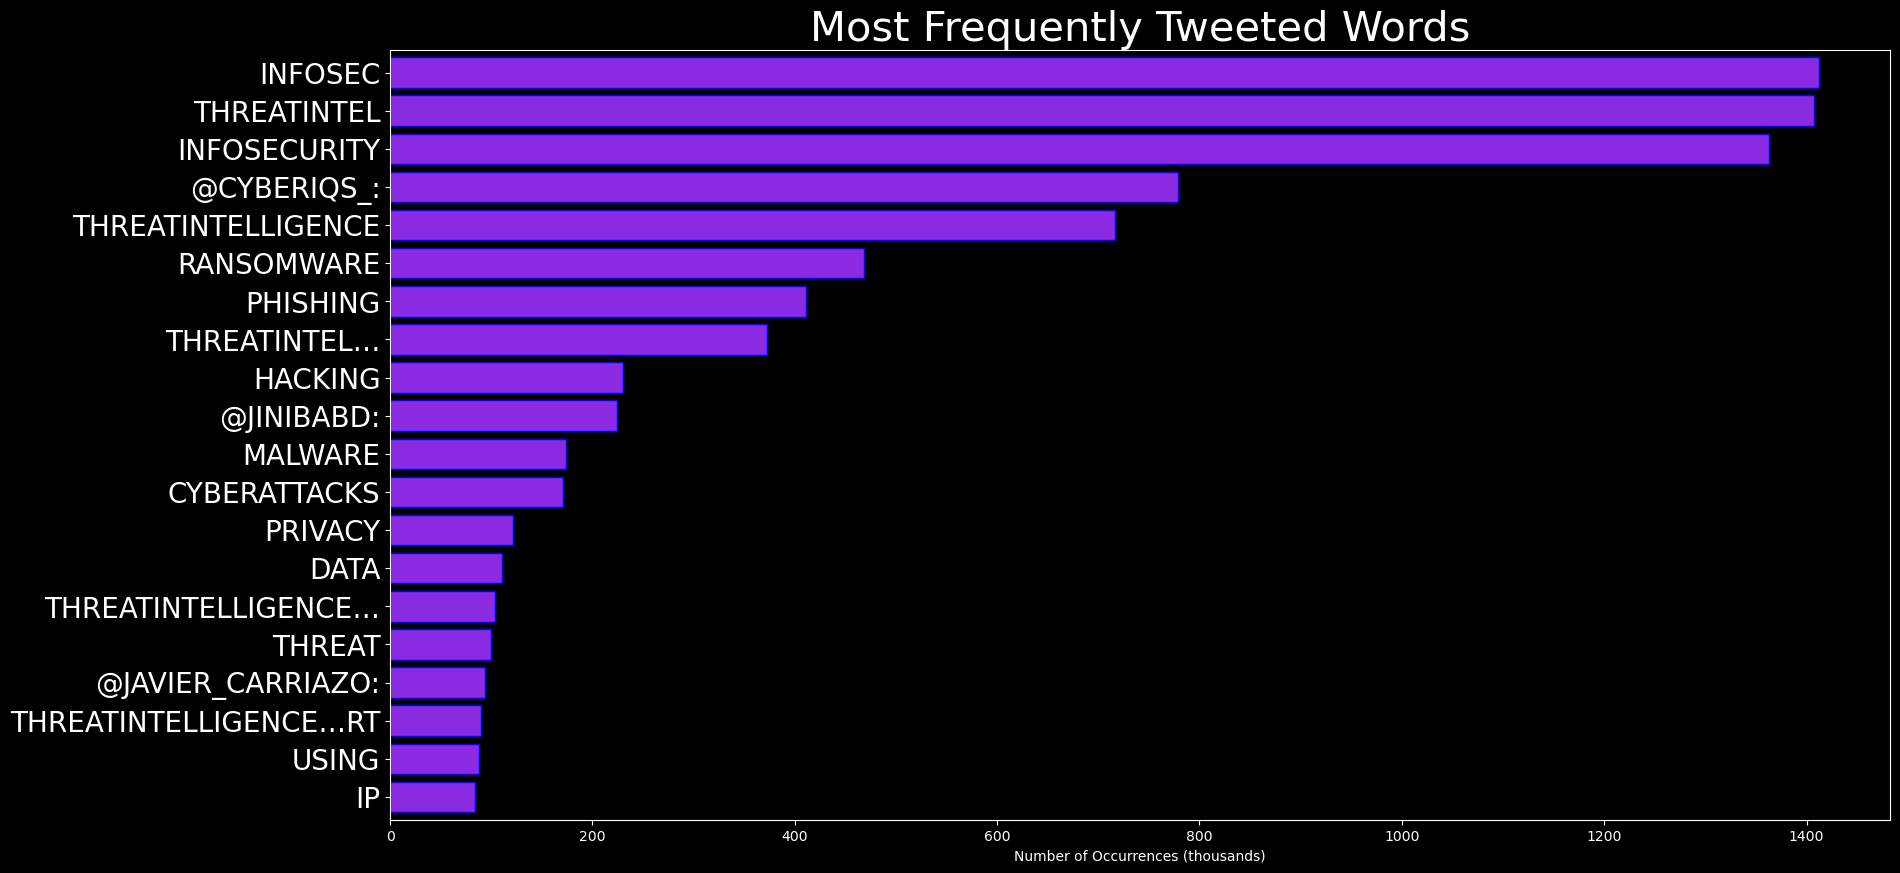 Most Frequently Tweeted Words
INFOSEC
THREATINTEL
INFOSECURITY
@CYBERIQS_:
THREATINTELLIGENCE
RANSOMWARE
PHISHING
THREATINTEL…
HACKING
@JINIBABD:
MALWARE
CYBERATTACKS
PRIVACY
DATA
THREATINTELLIGENCE…
THREAT
@JAVIER_CARRIAZO:
THREATINTELLIGENCE…RT
USING
IP
0 200 400 600 800 1000 1200 1400
Number of Occurrences (thousands)